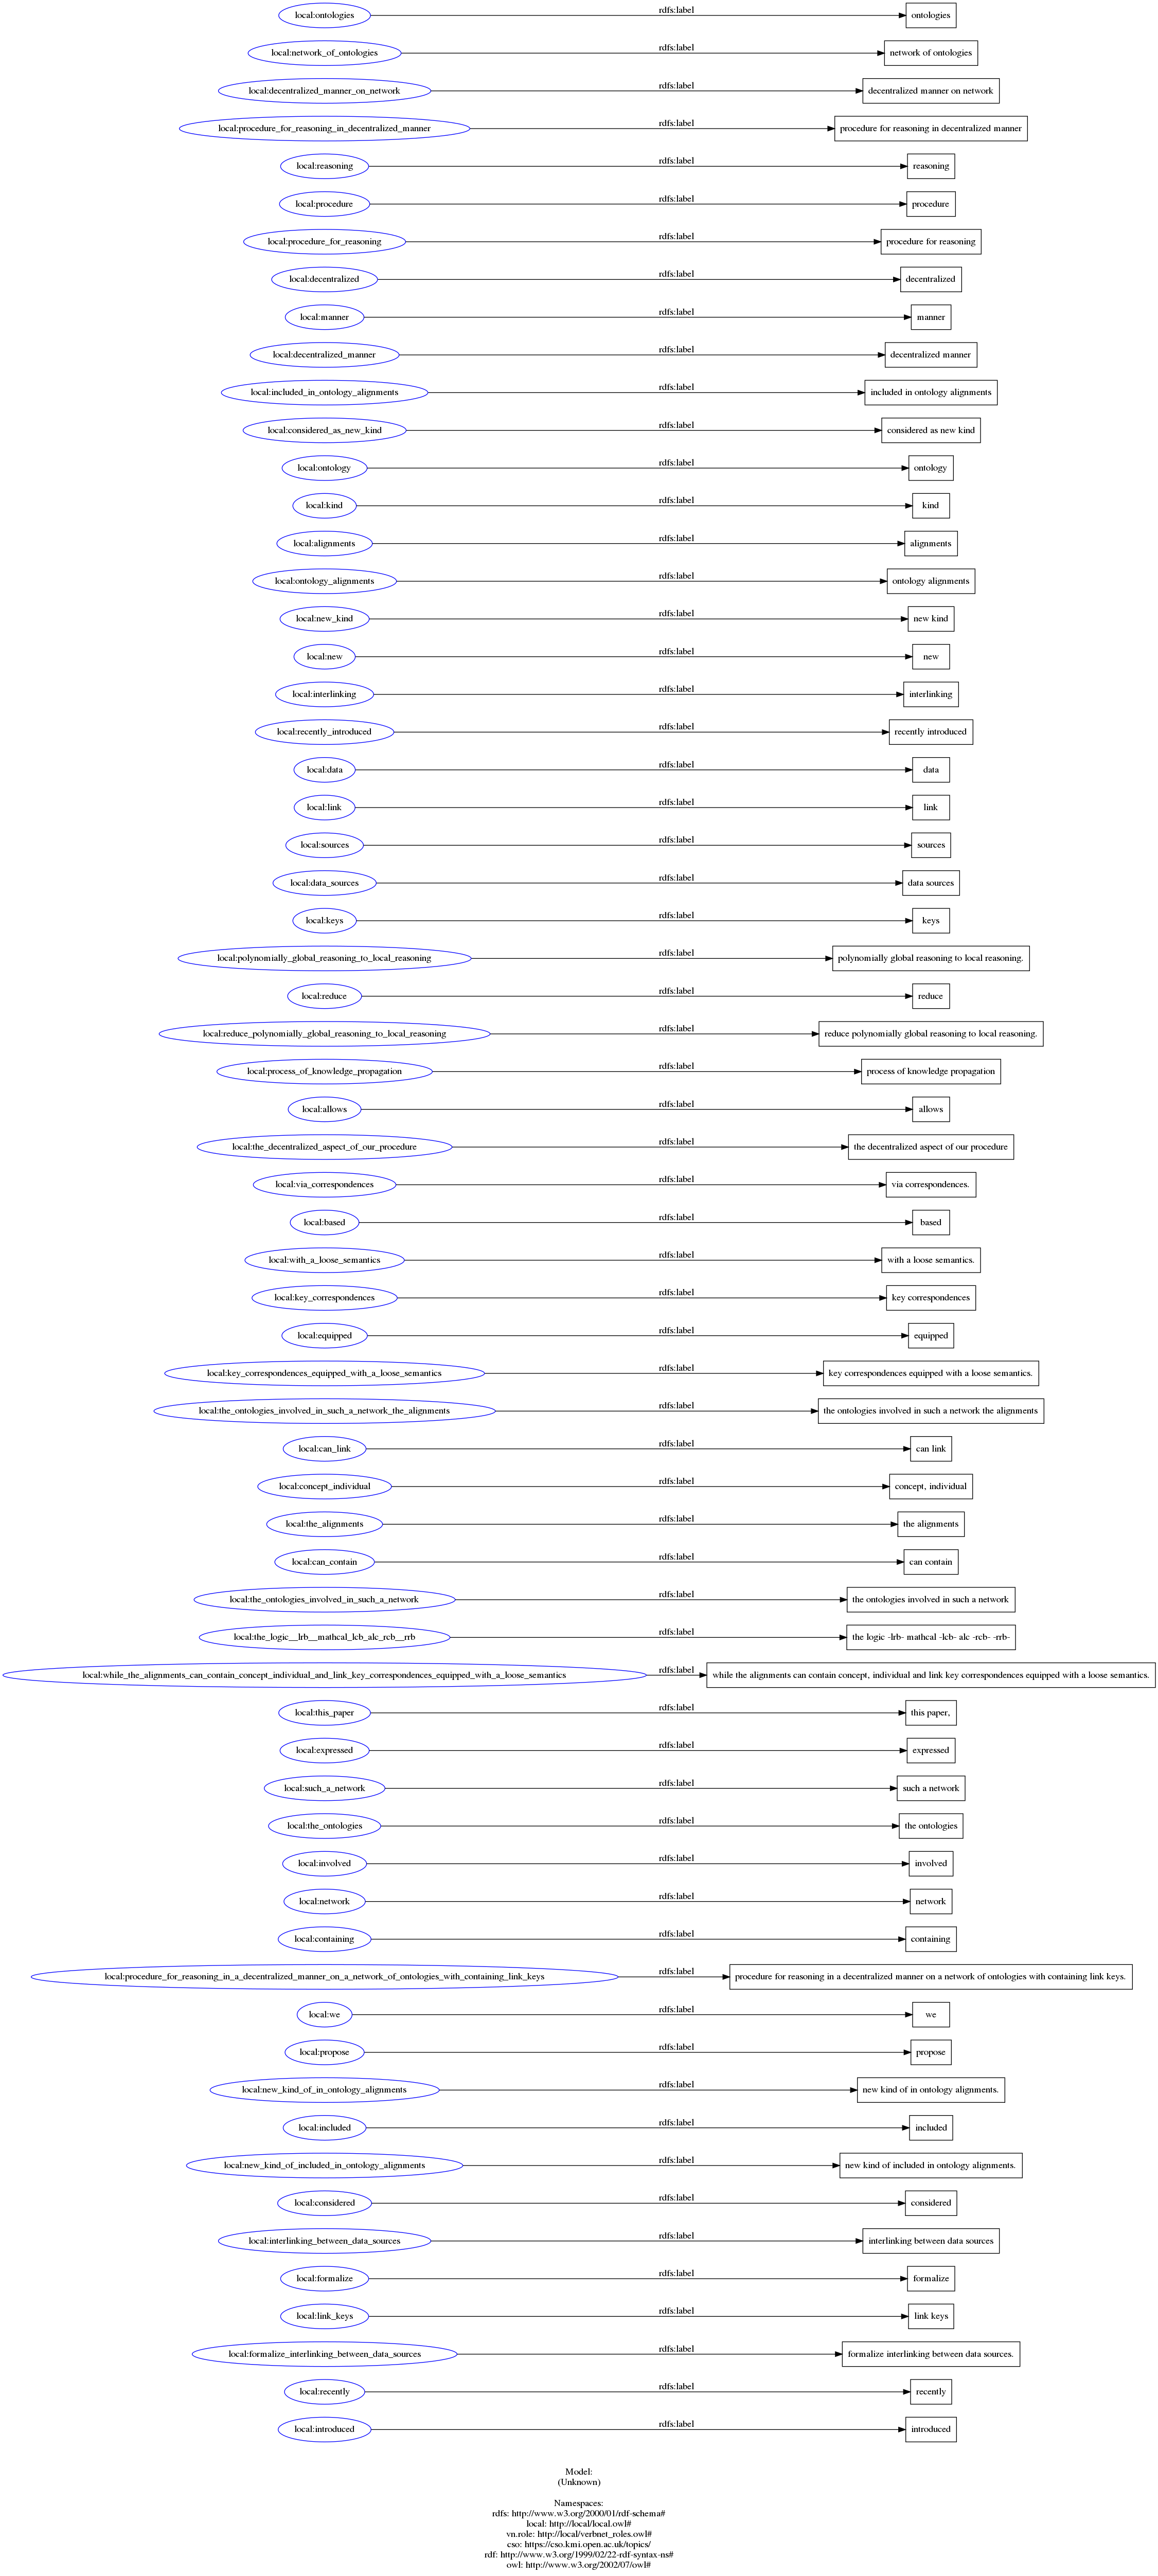 local:ontologies rdfs:label ontologies
local:network_of_ontologies rdfs:label network of ontologies
local:decentralized_manner_on_network rdfs:label decentralized manner on network
local:procedure_for_reasoning_in_decentralized_manner rdfs:label procedure for reasoning in decentralized manner
local:reasoning rdfs:label reasoning
local:procedure rdfs:label procedure
local:procedure_for_reasoning rdfs:label procedure for reasoning
local:decentralized rdfs:label decentralized
local:manner rdfs:label manner
local:decentralized_manner rdfs:label decentralized manner
local:included_in_ontology_alignments rdfs:label included in ontology alignments
local:considered_as_new_kind rdfs:label considered as new kind
local:ontology rdfs:label ontology
local:kind rdfs:label kind
local:alignments rdfs:label alignments
local:ontology_alignments rdfs:label ontology alignments
local:new_kind rdfs:label new kind
local:new rdfs:label new
local:interlinking rdfs:label interlinking
local:recently_introduced rdfs:label recently introduced
local:data rdfs:label data
local:link rdfs:label link
local:sources rdfs:label sources
local:data_sources rdfs:label data sources
local:keys rdfs:label keys
local:polynomially_global_reasoning_to_local_reasoning rdfs:label polynomially global reasoning to local reasoning.
local:reduce rdfs:label reduce
local:reduce_polynomially_global_reasoning_to_local_reasoning rdfs:label reduce polynomially global reasoning to local reasoning.
local:process_of_knowledge_propagation rdfs:label process of knowledge propagation
local:allows rdfs:label allows
local:the_decentralized_aspect_of_our_procedure rdfs:label the decentralized aspect of our procedure
local:via_correspondences rdfs:label via correspondences.
local:based rdfs:label based
local:with_a_loose_semantics rdfs:label with a loose semantics.
local:key_correspondences rdfs:label key correspondences
local:equipped rdfs:label equipped
local:key_correspondences_equipped_with_a_loose_semantics rdfs:label key correspondences equipped with a loose semantics.
local:the_ontologies_involved_in_such_a_network_the_alignments rdfs:label the ontologies involved in such a network the alignments
local:can_link rdfs:label can link
local:concept_individual rdfs:label concept, individual
local:the_alignments rdfs:label the alignments
local:can_contain rdfs:label can contain
local:the_ontologies_involved_in_such_a_network rdfs:label the ontologies involved in such a network
local:the_logic__lrb__mathcal_lcb_alc_rcb__rrb rdfs:label the logic -lrb- mathcal -lcb- alc -rcb- -rrb-
local:while_the_alignments_can_contain_concept_individual_and_link_key_correspondences_equipped_with_a_loose_semantics rdfs:label while the alignments can contain concept, individual and link key correspondences equipped with a loose semantics.
local:this_paper rdfs:label this paper,
local:expressed rdfs:label expressed
local:such_a_network rdfs:label such a network
local:the_ontologies rdfs:label the ontologies
local:involved rdfs:label involved
local:network rdfs:label network
local:containing rdfs:label containing
local:procedure_for_reasoning_in_a_decentralized_manner_on_a_network_of_ontologies_with_containing_link_keys rdfs:label procedure for reasoning in a decentralized manner on a network of ontologies with containing link keys.
local:we rdfs:label we
local:propose rdfs:label propose
local:new_kind_of_in_ontology_alignments rdfs:label new kind of in ontology alignments.
local:included rdfs:label included
local:new_kind_of_included_in_ontology_alignments rdfs:label new kind of included in ontology alignments.
local:considered rdfs:label considered
local:interlinking_between_data_sources rdfs:label interlinking between data sources
local:formalize rdfs:label formalize
local:link_keys rdfs:label link keys
local:formalize_interlinking_between_data_sources rdfs:label formalize interlinking between data sources.
local:recently rdfs:label recently
local:introduced rdfs:label introduced
Model:
(Unknown)
Namespaces:
rdfs: http://www.w3.org/2000/01/rdf-schema#
local: http://local/local.owl#
vn.role: http://local/verbnet_roles.owl#
cso: https://cso.kmi.open.ac.uk/topics/
rdf: http://www.w3.org/1999/02/22-rdf-syntax-ns#
owl: http://www.w3.org/2002/07/owl#